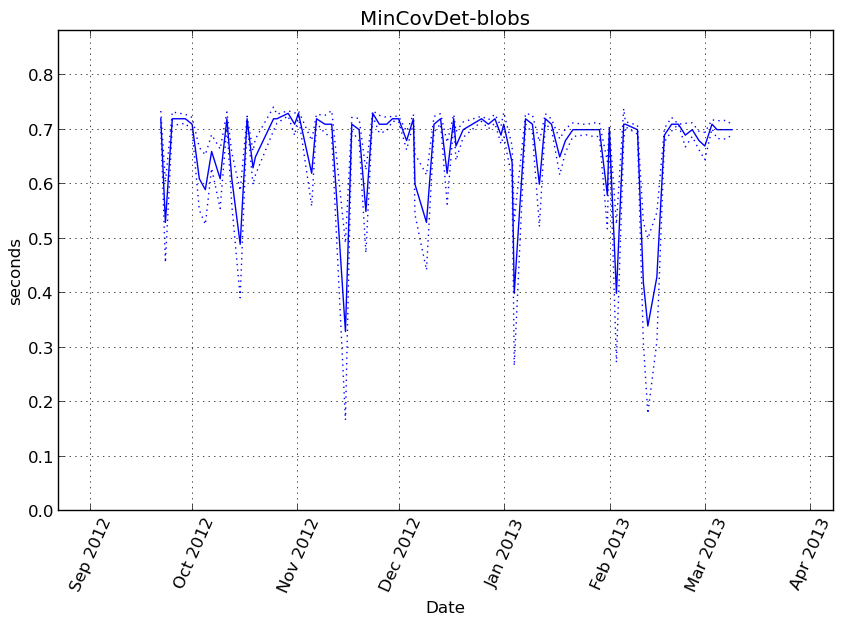 MinCovDet-blobs
0.8
0.7
0.6
0.5
0.4
0.3
0.2
0.1
0.0
seconds
Sep 2012
Oct 2012
Nov 2012
Dec 2012
Jan 2013
Feb 2013
Mar 2013
Apr 2013
Date